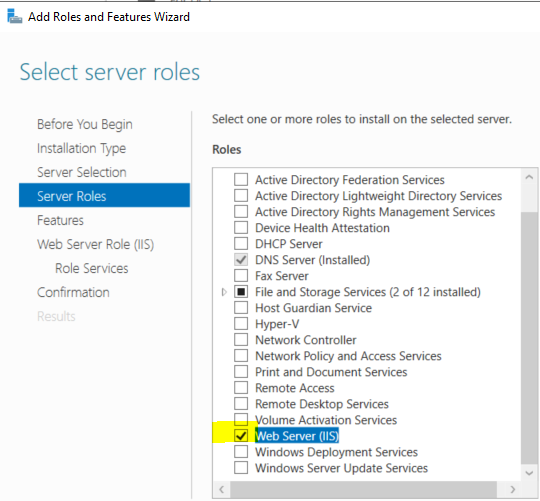 Add Roles and Features Wizard
Select server roles
Before You Begin
Installation Type
Server Selection
Server Roles
Features
Web Server Role (IIS)
Role Services
Confirmation
Results
Select one or more roles to install on the selected server.
Roles
Active Directory Federation Services
Active Directory Lightweight Directory Services
Active Directory Rights Management Services
Device Health Attestation
DHCP Server
DNS Server (Installed)
Fax Server
File and Storage Services (2 of 12 installed)
Host Guardian Service
Hyper-V
Network Controller
Network Policy and Access Services
Print and Document Services
Remote Access
Remote Desktop Services
Volume Activation Services
Web Server (IIS)
Windows Deployment Services
Windows Server Update Services